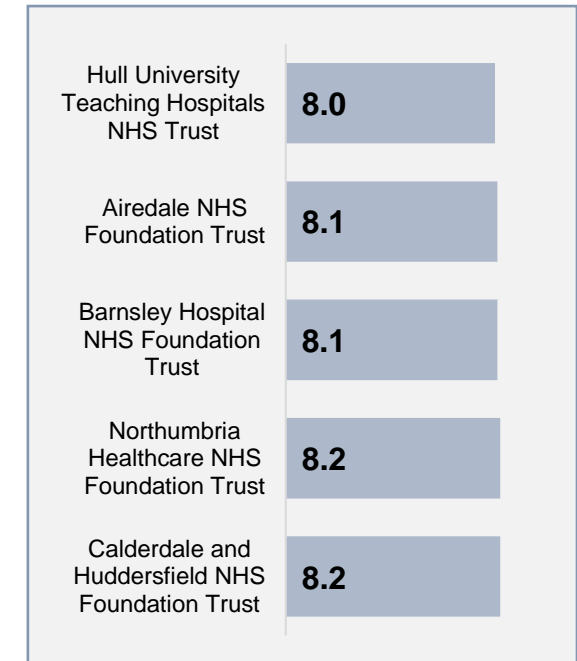 Hull University
Teaching Hospitals
NHS Trust
8.0
Airedale NHS
Foundation Trust
8.1
Barnsley Hospital
NHS Foundation
Trust
8.1
Northumbria
Healthcare NHS
Foundation Trust
8.2
Calderdale and
Huddersfield NHS
Foundation Trust
8.2